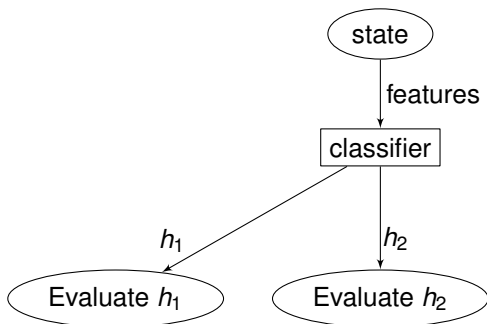 state
features
classifier
h1
h2
Evaluate h1
Evaluate h2